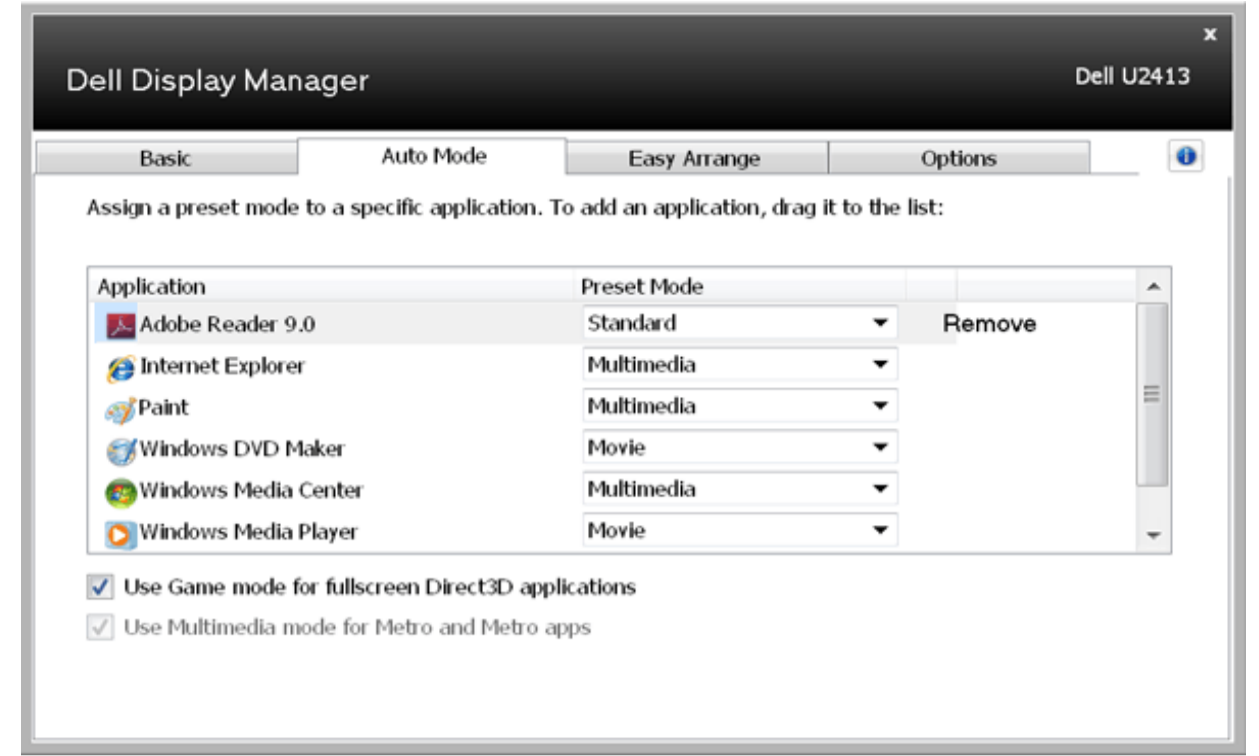 x
Dell Display Manager
Dell U2413
Basic Auto Mode Easy Arrange Options
Assign a preset mode to a specific application. To add an application, drag it to the list:
Application Preset Mode
Adobe Reader 9.0 Standard Remove
Internet Explorer Multimedia
Paint Multimedia
Windows DVD Maker Movie
Windows Media Center Multimedia
Windows Media Player Movie
Use Game mode for fullscreen Direct3D applications
Use Multimedia mode for Metro and Metro apps